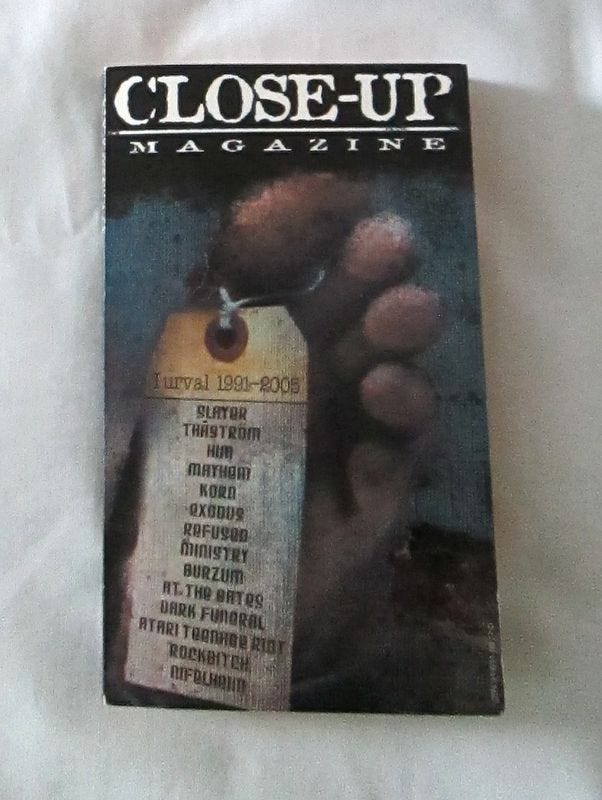 CLOSE-UP
MAGAZINE
I urval 1991-2005
SLAYER
THÅSTRÖM
HIM
MAYHEM
KORN
EXODUS
REFUSED
MINISTRY
BURZUM
AT THE GATES
DARK FUNERAL
ATARI TEENAGE RIOT
ROCKBITCH
NIFELHEIM